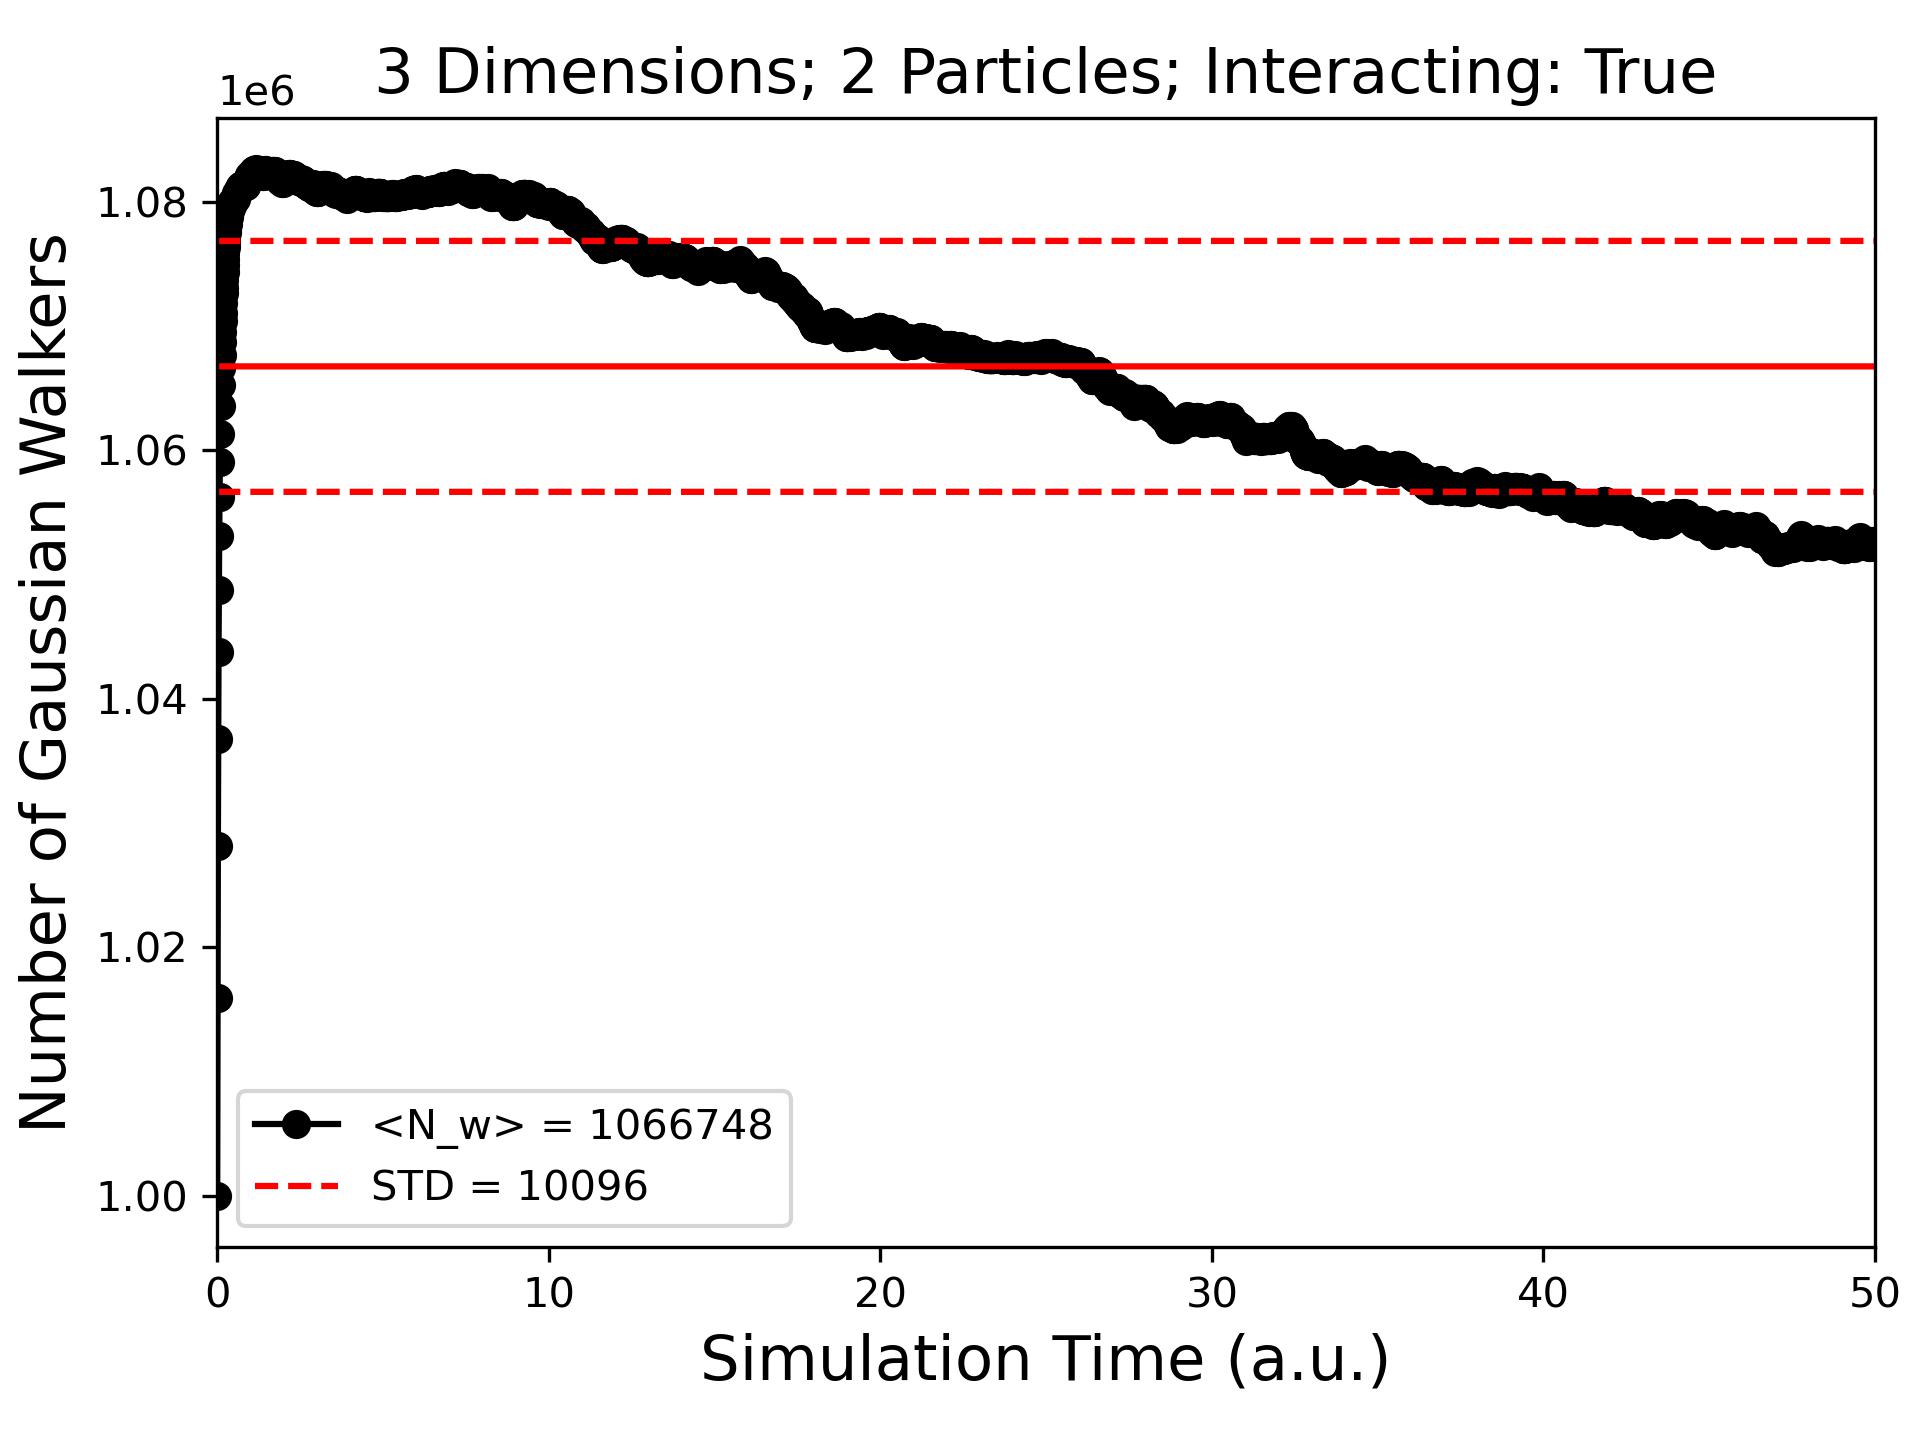 3 Dimensions; 2 Particles; Interacting: True
1e6
Number of Gaussian Walkers
1.08
1.06
1.04
1.02
1.00
<N_w> = 1066748
STD = 10096
0 10 20 30 40 50
Simulation Time (a.u.)